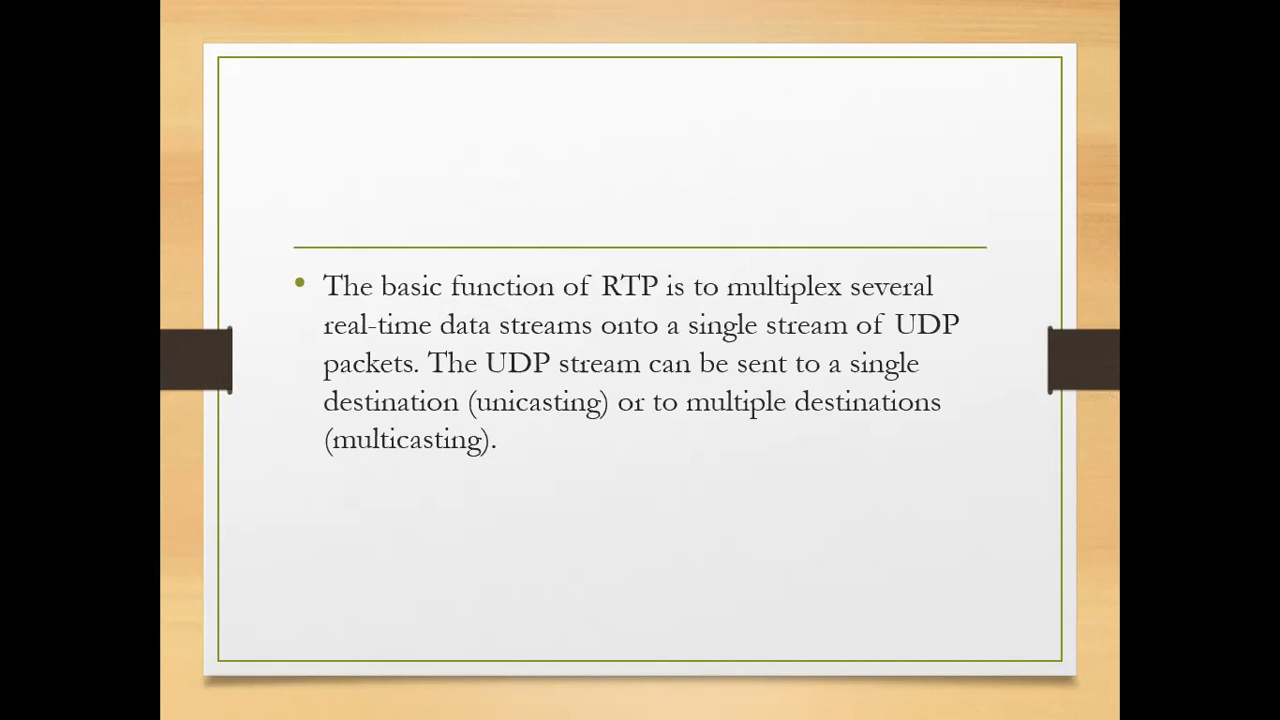 • The basic function of RTP is to multiplex several
real-time data streams onto a single stream of UDP
packets. The UDP stream can be sent to a single
destination (unicasting) or to multiple destinations
(multicasting).